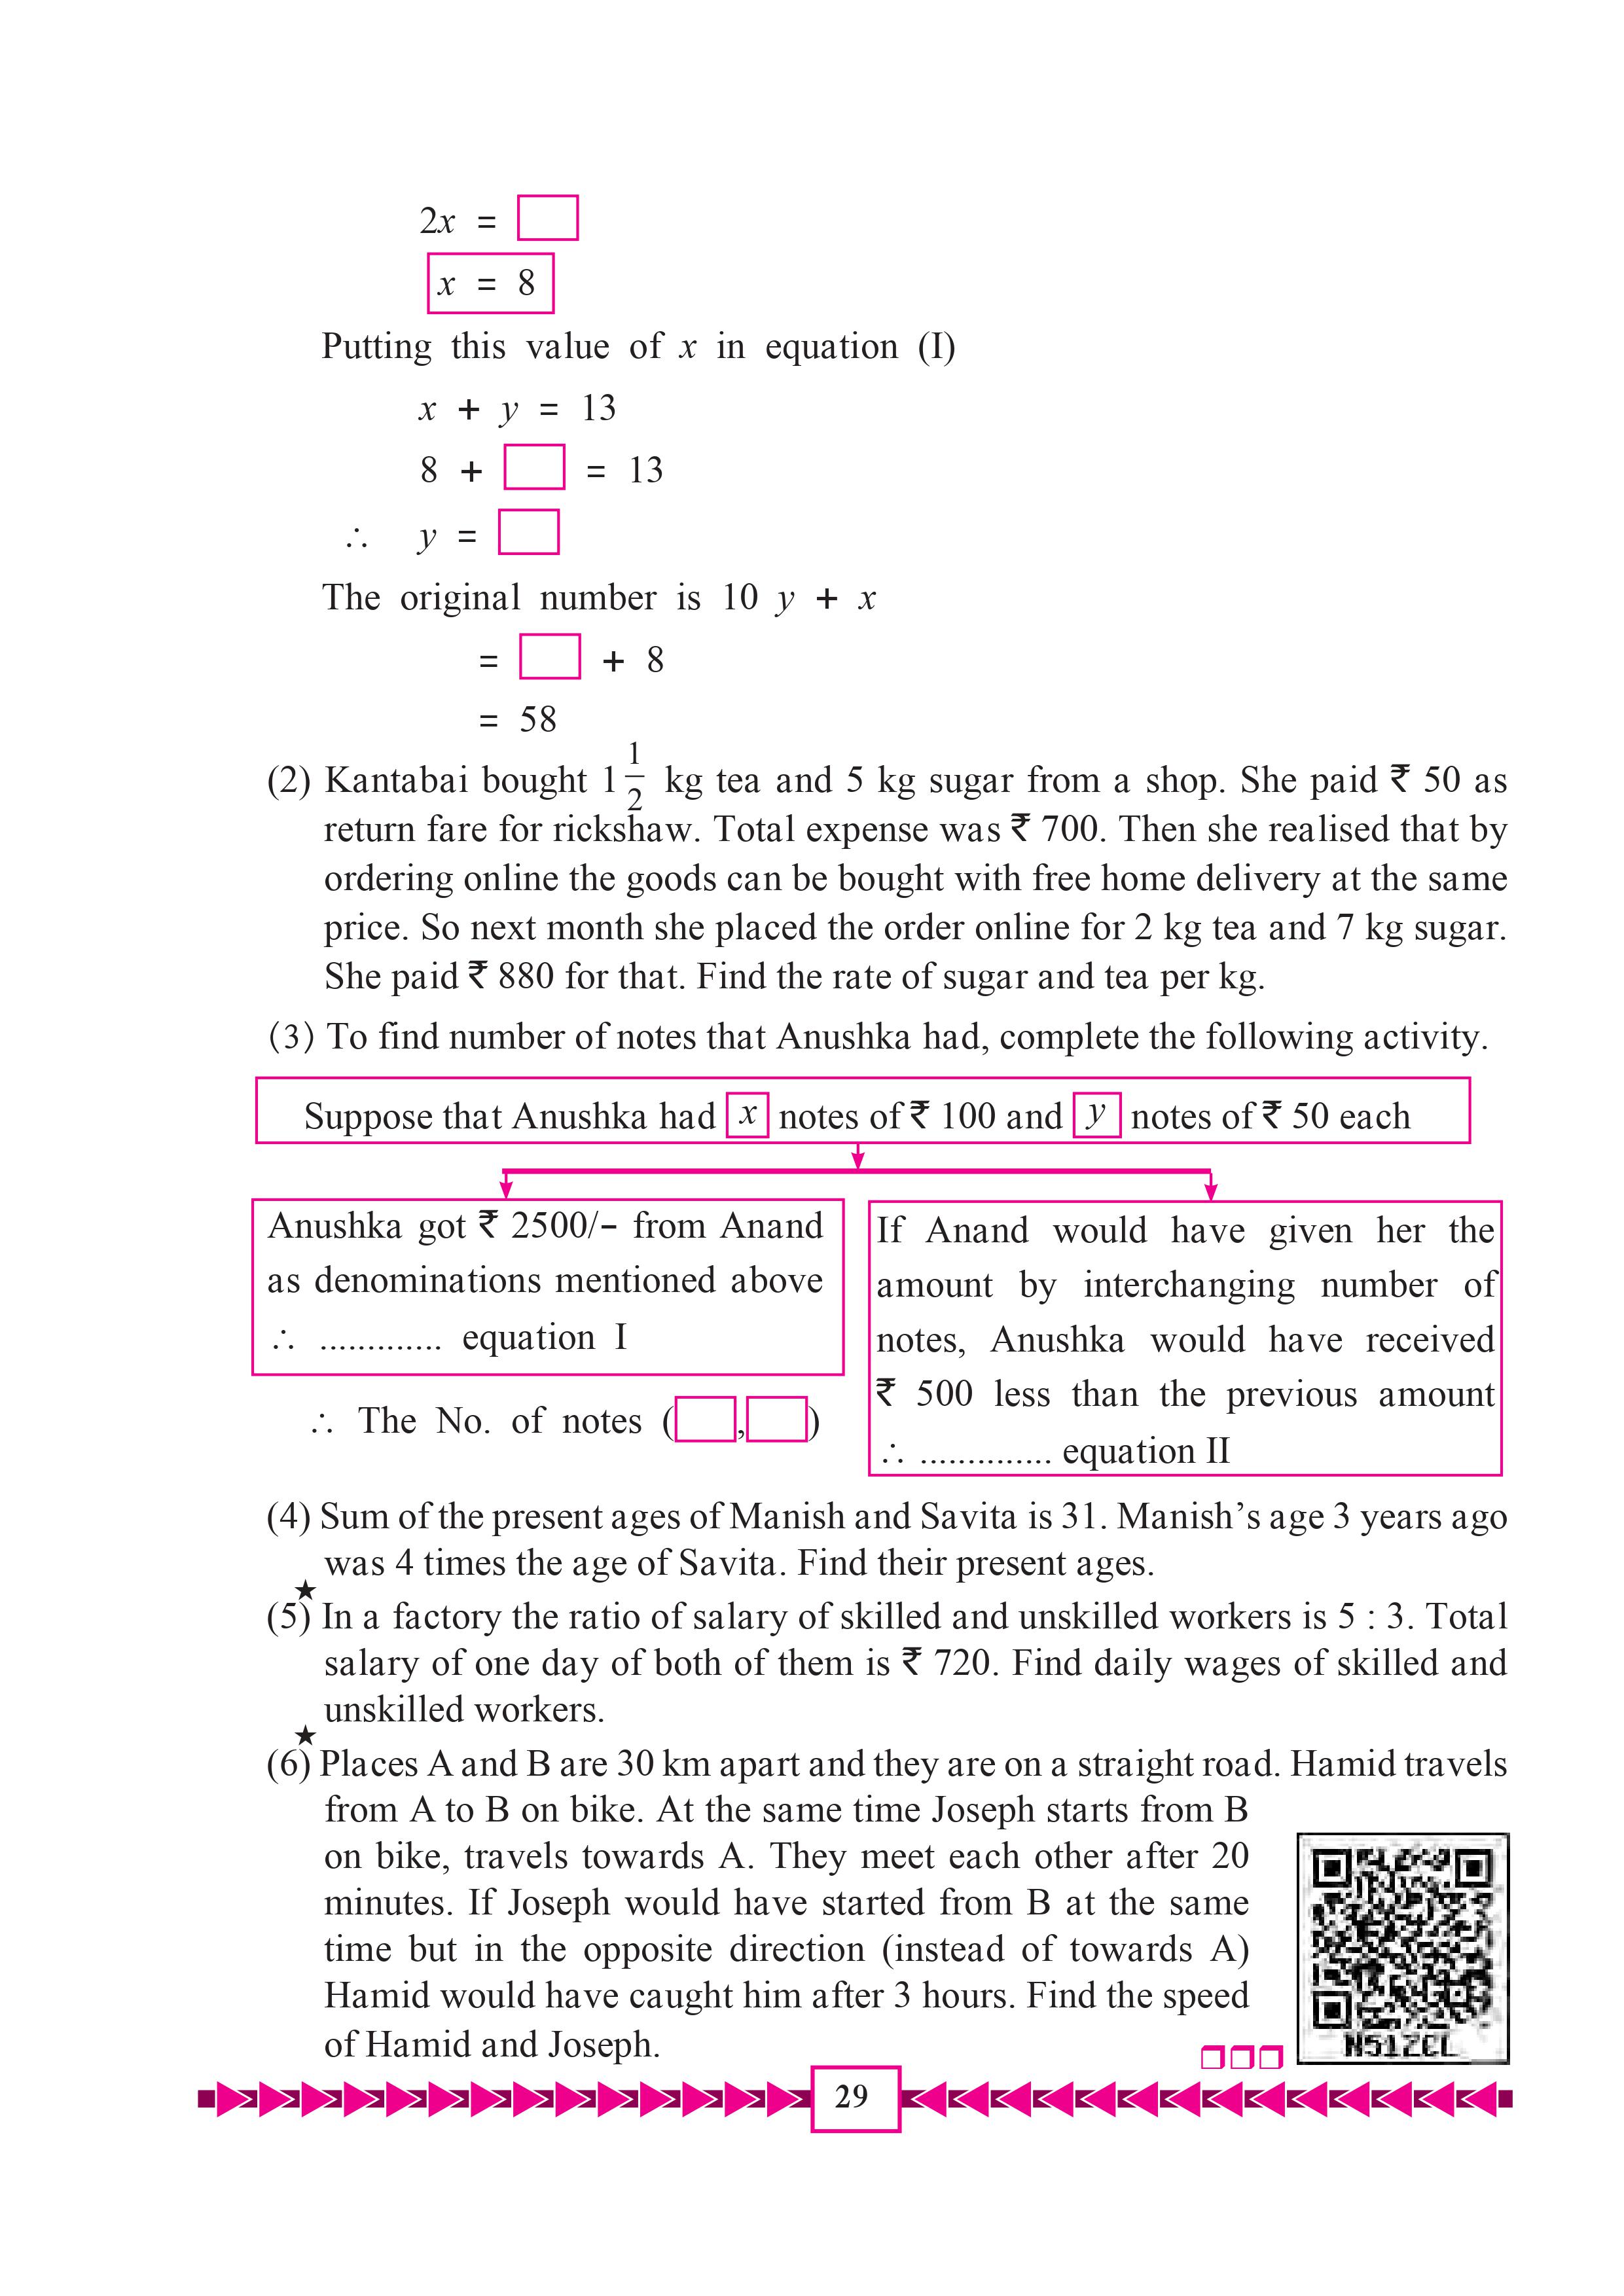 2x =
x = 8
Putting this value of x in equation (I)
x + y = 13
8 + = 13
∴ y =
The original number is 10 y + x
= + 8
= 58
(2) Kantabai bought 1 1/2 kg tea and 5 kg sugar from a shop. She paid ₹ 50 as
return fare for rickshaw. Total expense was ₹ 700. Then she realised that by
ordering online the goods can be bought with free home delivery at the same
price. So next month she placed the order online for 2 kg tea and 7 kg sugar.
She paid ₹ 880 for that. Find the rate of sugar and tea per kg.
(3) To find number of notes that Anushka had, complete the following activity.
Suppose that Anushka had x notes of ₹ 100 and y notes of ₹ 50 each
Anushka got ₹ 2500/- from Anand
as denominations mentioned above
∴ ............. equation I
∴ The No. of notes ( , )
If Anand would have given her the
amount by interchanging number of
notes, Anushka would have received
₹ 500 less than the previous amount
∴ .............. equation II
(4) Sum of the present ages of Manish and Savita is 31. Manish’s age 3 years ago
was 4 times the age of Savita. Find their present ages.
★
(5) In a factory the ratio of salary of skilled and unskilled workers is 5 : 3. Total
salary of one day of both of them is ₹ 720. Find daily wages of skilled and
unskilled workers.
★
(6) Places A and B are 30 km apart and they are on a straight road. Hamid travels
from A to B on bike. At the same time Joseph starts from B
on bike, travels towards A. They meet each other after 20
minutes. If Joseph would have started from B at the same
time but in the opposite direction (instead of towards A)
Hamid would have caught him after 3 hours. Find the speed
of Hamid and Joseph.
N512CL
29